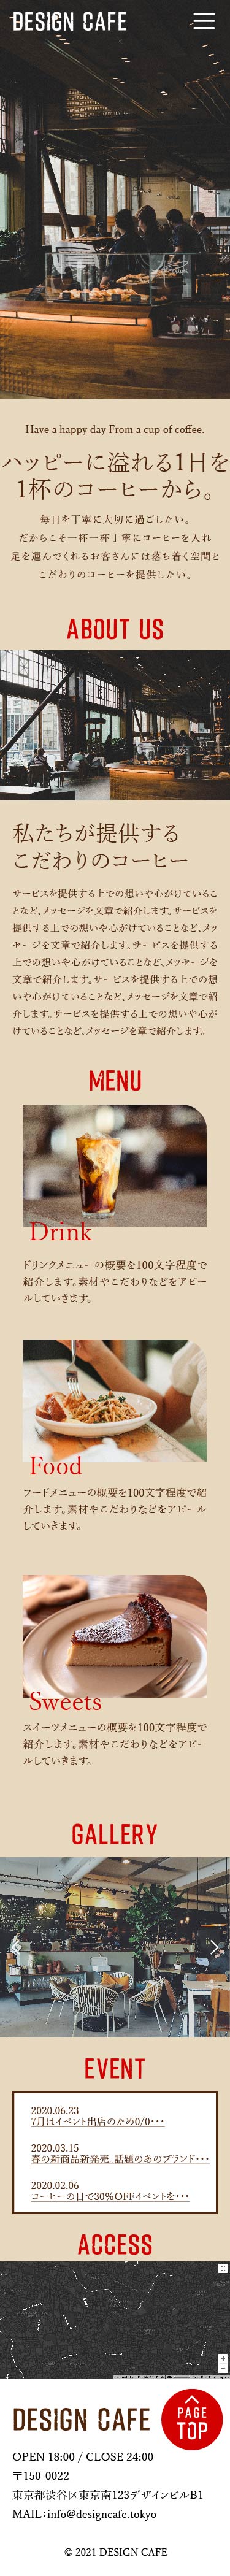 DESIGN CAFE
Have a happy day From a cup of coffee.
ハッピーに溢れる1日を
1杯のコーヒーから。
毎日を丁寧に大切に過ごしたい。
だからこそ一杯一杯丁寧にコーヒーを入れ
足を運んでくれるお客さんには落ち着く空間と
こだわりのコーヒーを提供したい。
ABOUT US
私たちが提供する
こだわりのコーヒー
サービスを提供する上での想いや心がけているこ
となど、メッセージを文章で紹介します。サービスを
提供する上での想いや心がけていることなど、メッ
セージを文章で紹介します。サービスを提供する
上での想いや心がけていることなど、メッセージを
文章で紹介します。サービスを提供する上での想
いや心がけていることなど、メッセージを文章で紹
介します。サービスを提供する上での想いや心が
けていることなど、メッセージを章で紹介します。
MENU
Drink
ドリンクメニューの概要を100文字程度で
紹介します。素材やこだわりなどをアピー
ルしていきます。
Food
フードメニューの概要を100文字程度で紹
介します。素材やこだわりなどをアピール
していきます。
Sweets
スイーツメニューの概要を100文字程度で
紹介します。素材やこだわりなどをアピー
ルしていきます。
GALLERY
EVENT
2020.06.23
7月はイベント出店のため0/0・・・
2020.03.15
春の新商品新発売。話題のあのブランド・・・
2020.02.06
コーヒーの日で30%OFFイベントを・・・
ACCESS
PAGE
TOP
DESIGN CAFE
OPEN 18:00 / CLOSE 24:00
〒150-0022
東京都渋谷区東京南123デザインビルB1
MAIL：info@designcafe.tokyo
© 2021 DESIGN CAFE